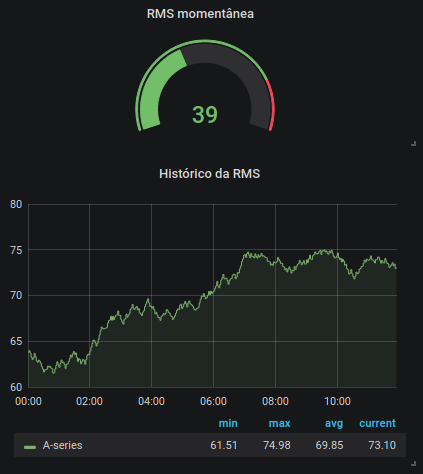 RMS momentânea
39
Histórico da RMS
80
75
70
65
60
00:00 02:00 04:00 06:00 08:00 10:00
min max avg current
A-series 61.51 74.98 69.85 73.10